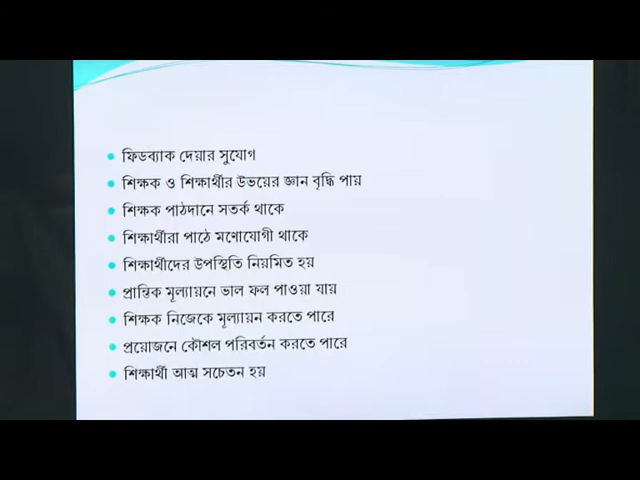 ফিডব্যাক দেয়ার সুযোগ
শিক্ষক ও শিক্ষার্থীর উভয়ের জ্ঞান বৃদ্ধি পায়
শিক্ষক পাঠদানে সতর্ক থাকে
শিক্ষার্থীরা পাঠে মণোযোগী থাকে
শিক্ষার্থীদের উপস্থিতি নিয়মিত হয়
প্রান্তিক মূল্যায়নে ভাল ফল পাওয়া যায়
শিক্ষক নিজেকে মূল্যায়ন করতে পারে
প্রয়োজনে কৌশল পরিবর্তন করতে পারে
শিক্ষার্থী আত্ম সচেতন হয়